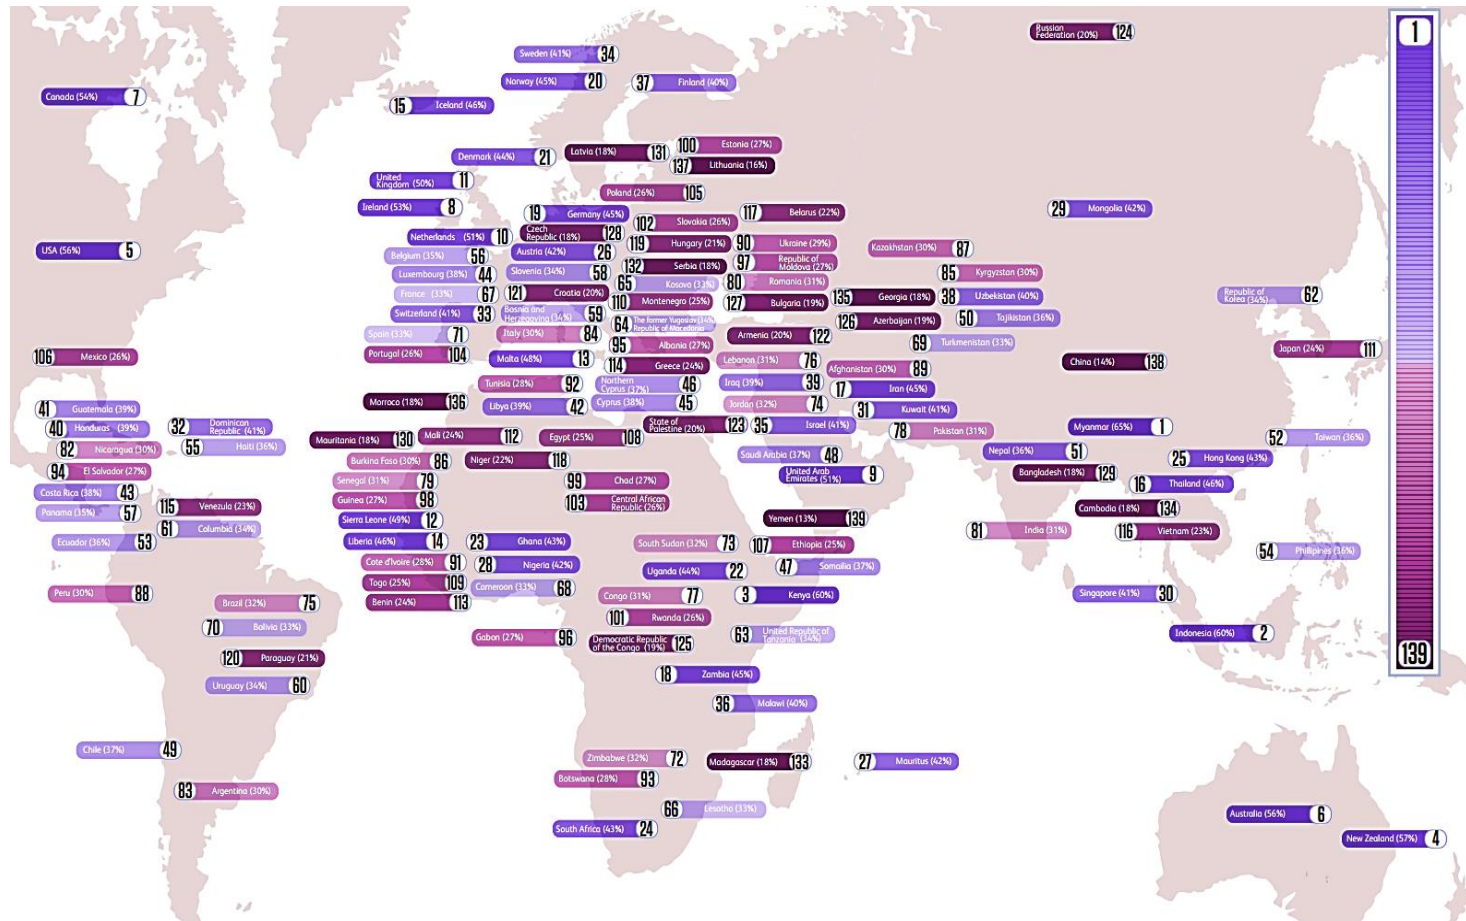 Russian
Federation (20%) 124
1
Sweden (41%) 34
Norway (45%) 20
37 Finland (40%)
Canada (54%) 7
15 Iceland (46%)
100 Estonia (27%)
Latvia (18%) 131
Denmark (44%) 21
137 Lithuania (16%)
United
Kingdom (50%) 11
Poland (26%) 105
Ireland (53%) 8
19 Germany (45%)
117 Belarus (22%)
29 Mongolia (42%)
102 Slovakia (26%)
Czech
Republic (18%) 128
Netherlands (51%) 10
119 Hungary (21%)
90 Ukraine (29%)
Kazokhstan (30%) 87
USA (56%) 5
Belgium (35%) 56
Austria (42%) 26
97 Republic of
Moldova (27%)
132 Serbia (18%)
Luxembourg (38%) 44
Slovenia (34%) 58
85 Kyrgyzstan (30%)
65 Kosovo (33%)
80 Romania (31%)
France (33%) 67
121 Croatia (20%)
110 Montenegro (25%)
127 Bulgaria (19%)
135 Georgia (18%)
38 Uzbekistan (40%)
Republic of
Korea (34%) 62
Switzerland (41%) 33
Bosnia and
Herzegovina (34%) 59
64 The former Yugoslav (34%)
Republic of Macedonia
126 Azerbaijan (19%)
50 Tajikistan (36%)
Spain (33%) 71
Italy (30%) 84
Armenia (20%) 122
69 Turkmenistan (33%)
95 Albania (27%)
Japan (24%) 111
106 Mexico (26%)
Portugal (26%) 104
Malta (48%) 13
114 Greece (24%)
Lebanon (31%) 76
Afghanistan (30%) 89
China (14%) 138
Tunisia (28%) 92
Northern
Cyprus (37%) 46
Iraq (39%) 39
17 Iran (45%)
Morroco (18%) 136
Libya (39%) 42
Cyprus (38%) 45
Jordan (32%) 74
31 Kuwait (41%)
41 Guatemala (39%)
40 Honduras (39%)
32 Dominican
Republic (41%)
State of
Palestine (20%) 123
35 Israel (41%)
78 Pakistan (31%)
Myanmar (65%) 1
52 Taiwan (36%)
Mauritania (18%) 130
Mali (24%) 112
Egypt (25%) 108
82 Nicaragua (30%)
55 Haiti (36%)
Nepal (36%) 51
25 Hong Kong (43%)
Burkina Faso (30%) 86
Niger (22%) 118
Saudi Arabia (37%) 48
94 El Salvador (27%)
Senegal (31%) 79
99 Chad (27%)
United Arab
Emirates (51%) 9
Bangladesh (18%) 129
16 Thailand (46%)
Costa Rica (38%) 43
Guinea (27%) 98
103 Central African
Republic (26%)
Panama (35%) 57
115 Venezula (23%)
Cambodia (18%) 134
Sierra Leone (49%) 12
Yemen (13%) 139
61 Columbia (34%)
81 India (31%)
116 Vietnam (23%)
Ecuador (36%) 53
Liberia (46%) 14
23 Ghana (43%)
South Sudan (32%) 73
107 Ethiopia (25%)
54 Phillipines (36%)
Cote d'Ivoire (28%) 91
28 Nigeria (42%)
Uganda (44%) 22
47 Somailia (37%)
Togo (25%) 109
Cameroon (33%) 68
Peru (30%) 88
Congo (31%) 77
3 Kenya (60%)
Singapore (41%) 30
Benin (24%) 113
Brazil (32%) 75
101 Rwanda (26%)
70 Bolivia (33%)
Gabon (27%) 96
Democratic Republic
of the Congo (19%) 125
63 United Republic of
Tanzania (34%)
Indonesia (60%) 2
139
120 Paraguay (21%)
18 Zambia (45%)
Uruguay (34%) 60
36 Malawi (40%)
Chile (37%) 49
Zimbabwe (32%) 72
Madagascar (18%) 133
27 Mauritus (42%)
Botswana (28%) 93
83 Argentina (30%)
66 Lesotho (33%)
Australia (56%) 6
South Africa (43%) 24
New Zealand (57%) 4